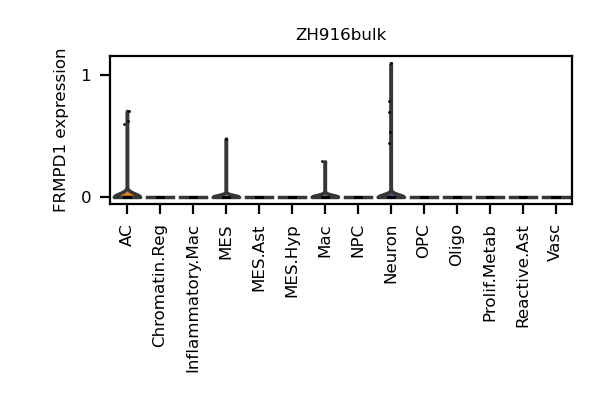 ZH916bulk
FRMPD1 expression
1
0
AC
Chromatin.Reg
Inflammatory.Mac
MES
MES.Ast
MES.Hyp
Mac
NPC
Neuron
OPC
Oligo
Prolif.Metab
Reactive.Ast
Vasc